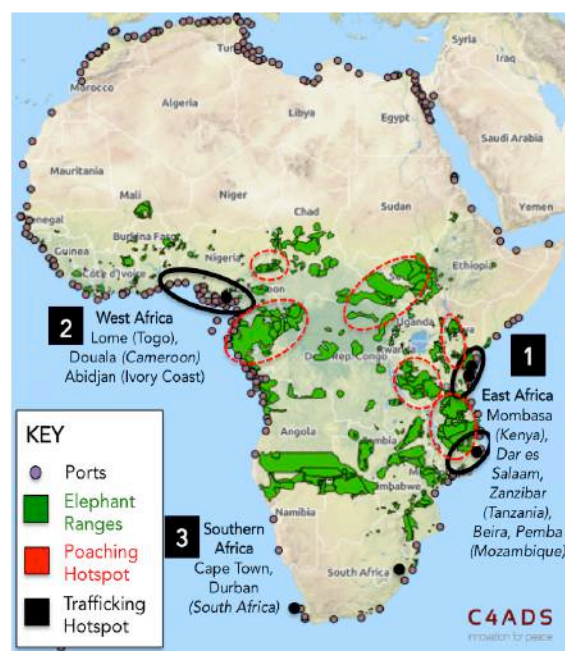 Tur
Syria
Iraq
Morocco
Algeria
Libya
Egypt
Saudi Arabia
Mauritania
Mali
Niger
Chad
Sudan
Yemen
Burkina Faso
Guinea
Nigeria
Ethiopia
Côte d'Ivoire
Uganda
Rwanda
Rep. Congo
Angola
Namibia
South Africa
1
East Africa
Mombasa
(Kenya),
Dar es
Salaam,
Zanzibar
(Tanzania),
Beira, Pemba
(Mozambique)
2
West Africa
Lome (Togo),
Douala (Cameroon)
Abidjan (Ivory Coast)
3
Southern
Africa
Cape Town,
Durban
(South Africa)
KEY
Ports
Elephant
Ranges
Poaching
Hotspot
Trafficking
Hotspot
C4ADS
innovation for peace